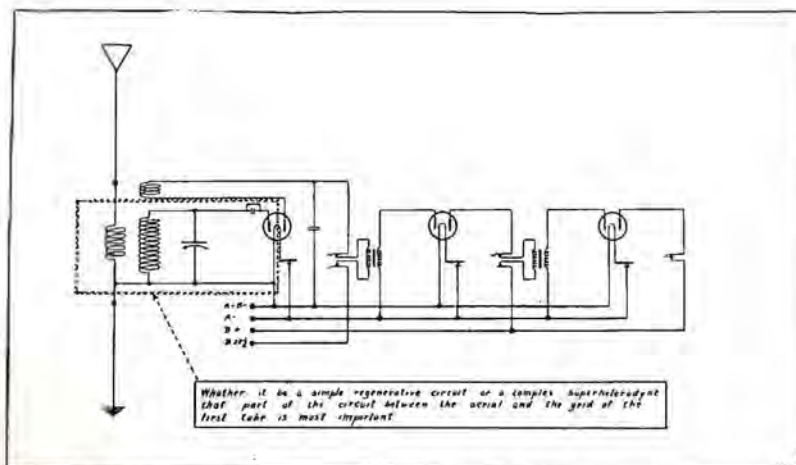 A+B-
A-
B+
Whether it be a simple regenerative circuit or a complex superheterodyne
that part of the circuit between the aerial and the grid of the
first tube is most important